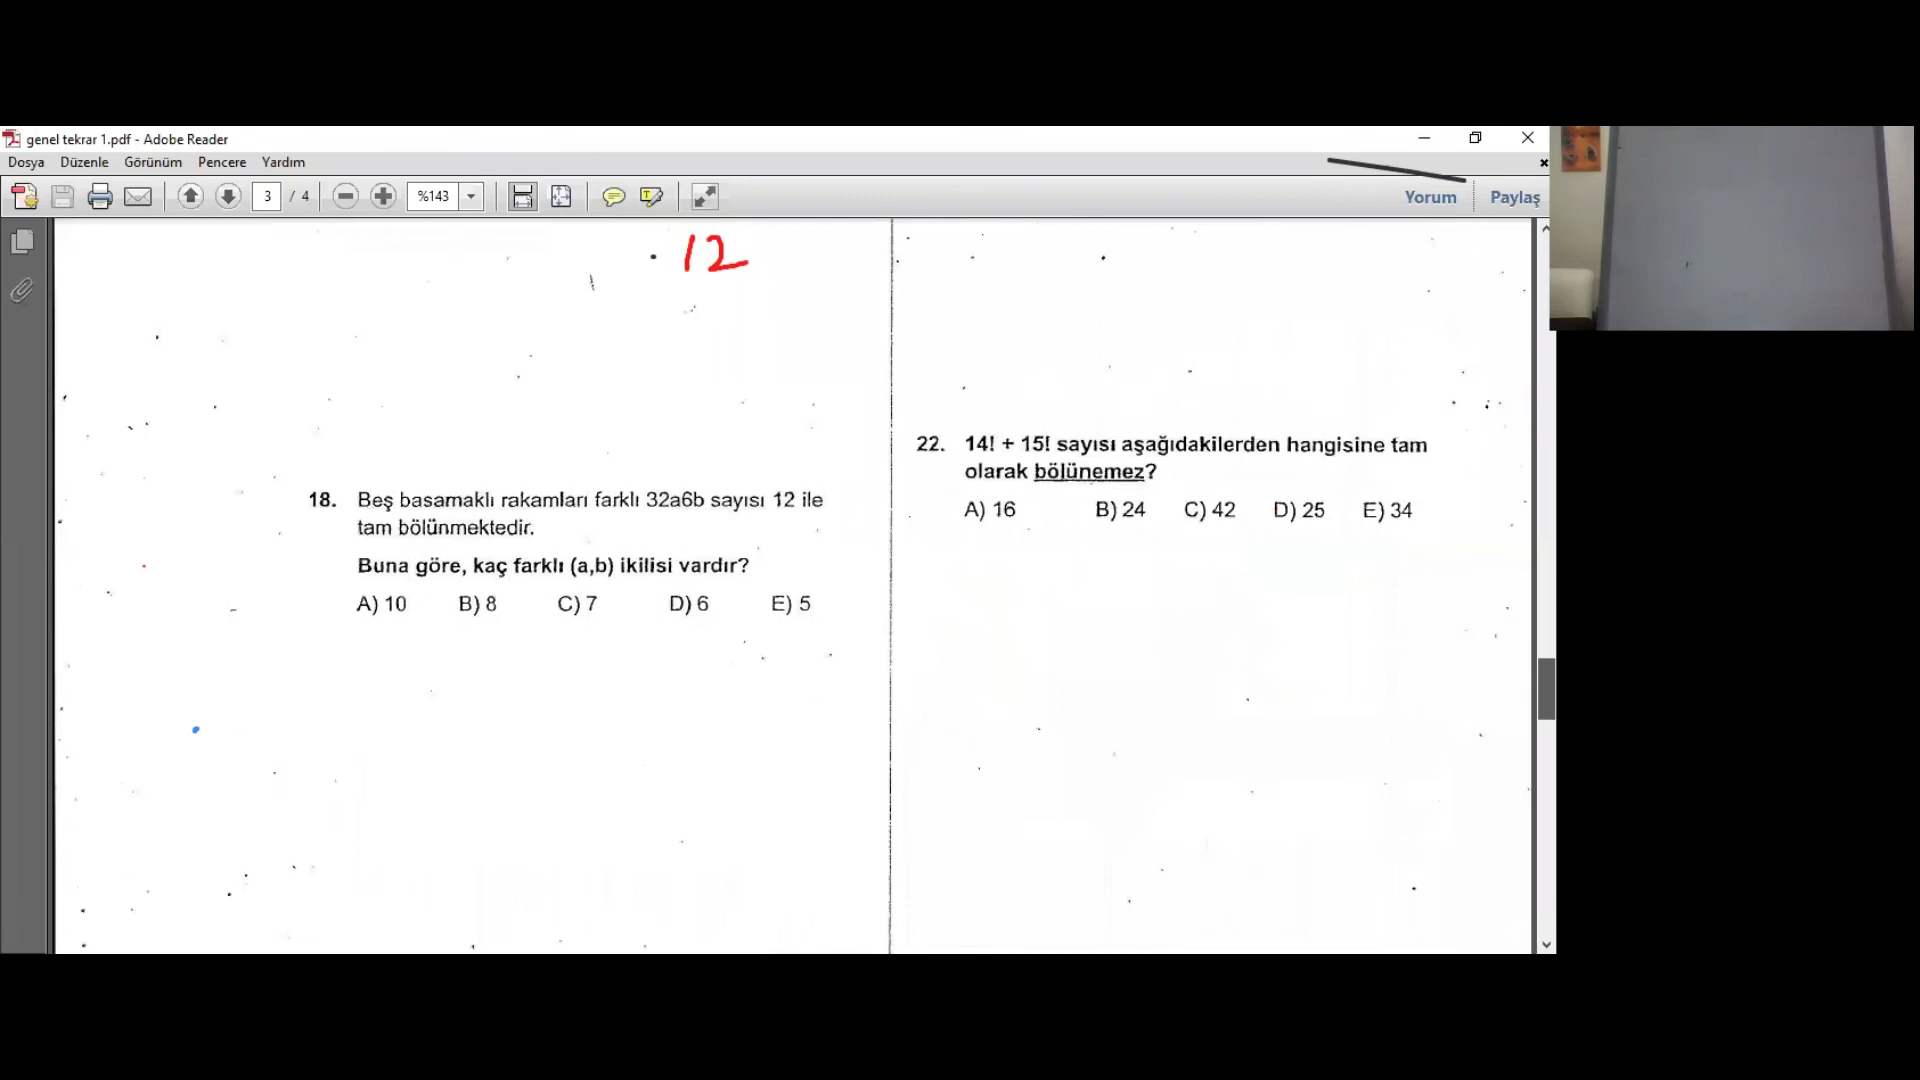 genel tekrar 1.pdf - Adobe Reader
Dosya Düzenle Görünüm Pencere Yardım
3 / 4 %143 Yorum Paylaş
12
18. Beş basamaklı rakamları farklı 32a6b sayısı 12 ile
tam bölünmektedir.
Buna göre, kaç farklı (a,b) ikilisi vardır?
A) 10 B) 8 C) 7 D) 6 E) 5
22. 14! + 15! sayısı aşağıdakilerden hangisine tam
olarak bölünemez?
A) 16 B) 24 C) 42 D) 25 E) 34